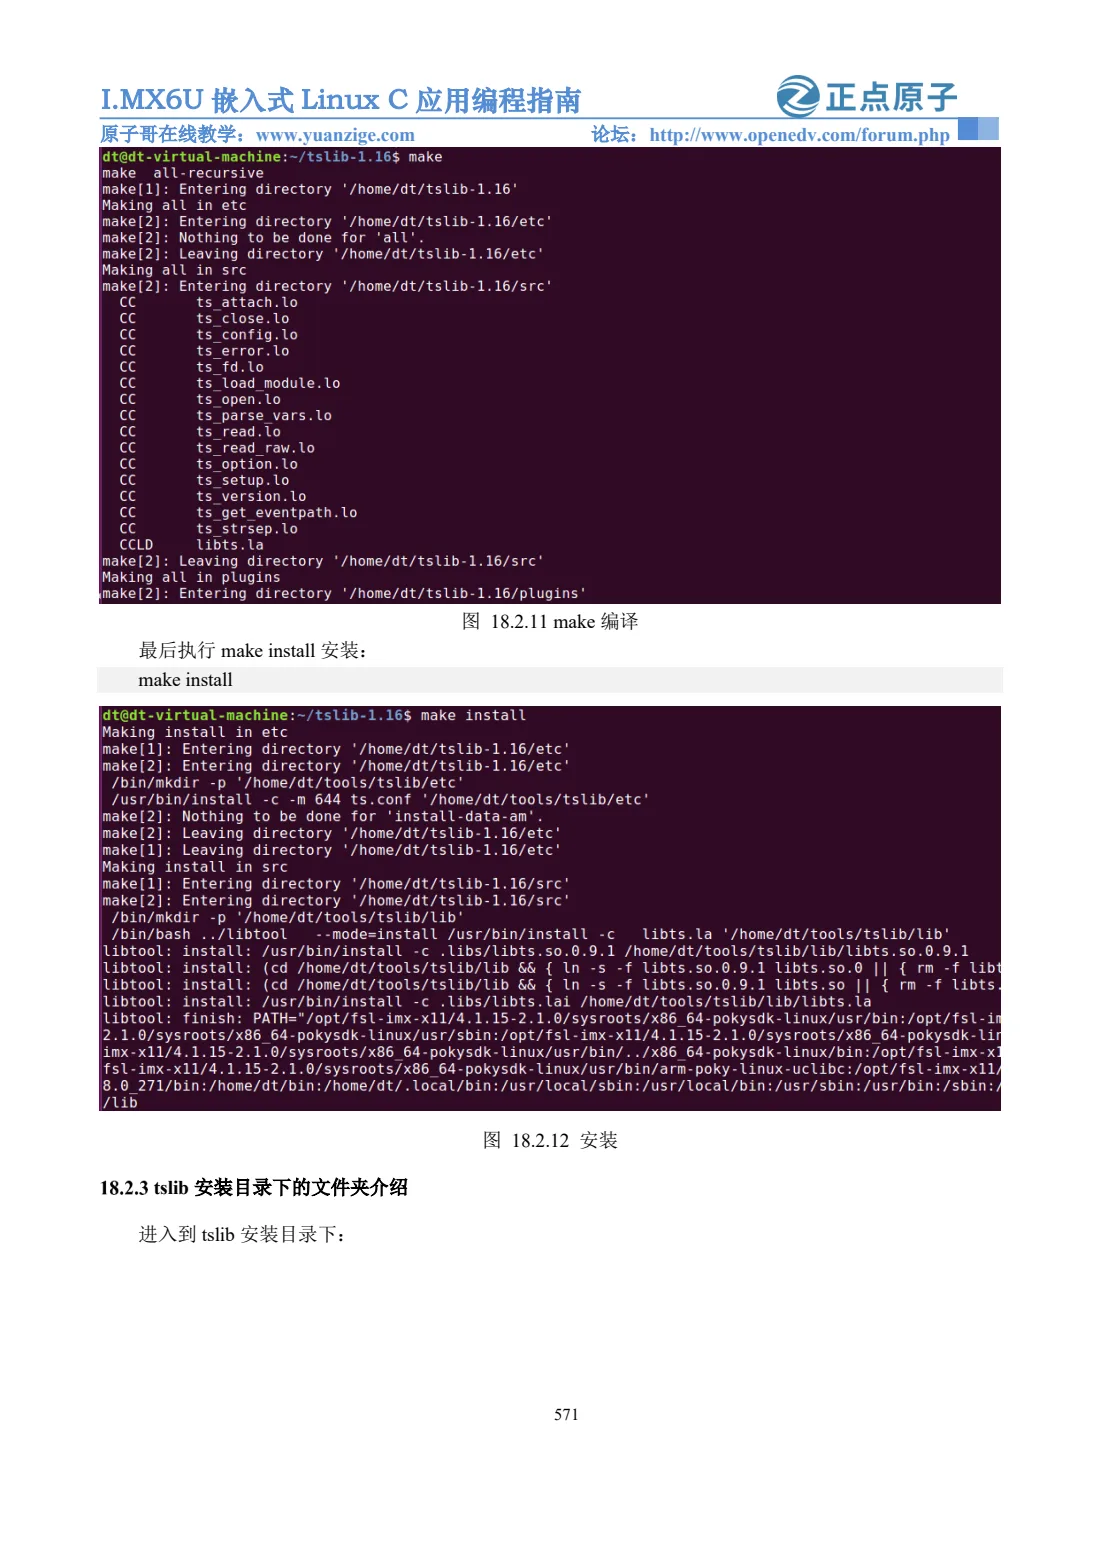 I.MX6U 嵌入式 Linux C 应用编程指南
正点原子
原子哥在线教学：www.yuanzige.com 论坛：http://www.openedv.com/forum.php
dt@dt-virtual-machine:~/tslib-1.16$ make
make  all-recursive
make[1]: Entering directory '/home/dt/tslib-1.16'
Making all in etc
make[2]: Entering directory '/home/dt/tslib-1.16/etc'
make[2]: Nothing to be done for 'all'.
make[2]: Leaving directory '/home/dt/tslib-1.16/etc'
Making all in src
make[2]: Entering directory '/home/dt/tslib-1.16/src'
CC       ts_attach.lo
CC       ts_close.lo
CC       ts_config.lo
CC       ts_error.lo
CC       ts_fd.lo
CC       ts_load_module.lo
CC       ts_open.lo
CC       ts_parse_vars.lo
CC       ts_read.lo
CC       ts_read_raw.lo
CC       ts_option.lo
CC       ts_setup.lo
CC       ts_version.lo
CC       ts_get_eventpath.lo
CC       ts_strsep.lo
CCLD     libts.la
make[2]: Leaving directory '/home/dt/tslib-1.16/src'
Making all in plugins
make[2]: Entering directory '/home/dt/tslib-1.16/plugins'
图 18.2.11 make 编译
最后执行 make install 安装：
make install
dt@dt-virtual-machine:~/tslib-1.16$ make install
Making install in etc
make[1]: Entering directory '/home/dt/tslib-1.16/etc'
make[2]: Entering directory '/home/dt/tslib-1.16/etc'
/bin/mkdir -p '/home/dt/tools/tslib/etc'
/usr/bin/install -c -m 644 ts.conf '/home/dt/tools/tslib/etc'
make[2]: Nothing to be done for 'install-data-am'.
make[2]: Leaving directory '/home/dt/tslib-1.16/etc'
make[1]: Leaving directory '/home/dt/tslib-1.16/etc'
Making install in src
make[1]: Entering directory '/home/dt/tslib-1.16/src'
make[2]: Entering directory '/home/dt/tslib-1.16/src'
/bin/mkdir -p '/home/dt/tools/tslib/lib'
/bin/bash ../libtool   --mode=install /usr/bin/install -c   libts.la '/home/dt/tools/tslib/lib'
libtool: install: /usr/bin/install -c .libs/libts.so.0.9.1 /home/dt/tools/tslib/lib/libts.so.0.9.1
libtool: install: (cd /home/dt/tools/tslib/lib && { ln -s -f libts.so.0.9.1 libts.so.0 || { rm -f libt
libtool: install: (cd /home/dt/tools/tslib/lib && { ln -s -f libts.so.0.9.1 libts.so || { rm -f libts.
libtool: install: /usr/bin/install -c .libs/libts.lai /home/dt/tools/tslib/lib/libts.la
libtool: finish: PATH="/opt/fsl-imx-x11/4.1.15-2.1.0/sysroots/x86_64-pokysdk-linux/usr/bin:/opt/fsl-im
2.1.0/sysroots/x86_64-pokysdk-linux/usr/sbin:/opt/fsl-imx-x11/4.1.15-2.1.0/sysroots/x86_64-pokysdk-lin
imx-x11/4.1.15-2.1.0/sysroots/x86_64-pokysdk-linux/usr/bin/../x86_64-pokysdk-linux/bin:/opt/fsl-imx-x1
fsl-imx-x11/4.1.15-2.1.0/sysroots/x86_64-pokysdk-linux/usr/bin/arm-poky-linux-uclibc:/opt/fsl-imx-x11/
8.0_271/bin:/home/dt/bin:/home/dt/.local/bin:/usr/local/sbin:/usr/local/bin:/usr/sbin:/usr/bin:/sbin:/
/lib
图 18.2.12 安装
18.2.3 tslib 安装目录下的文件夹介绍
进入到 tslib 安装目录下：
571